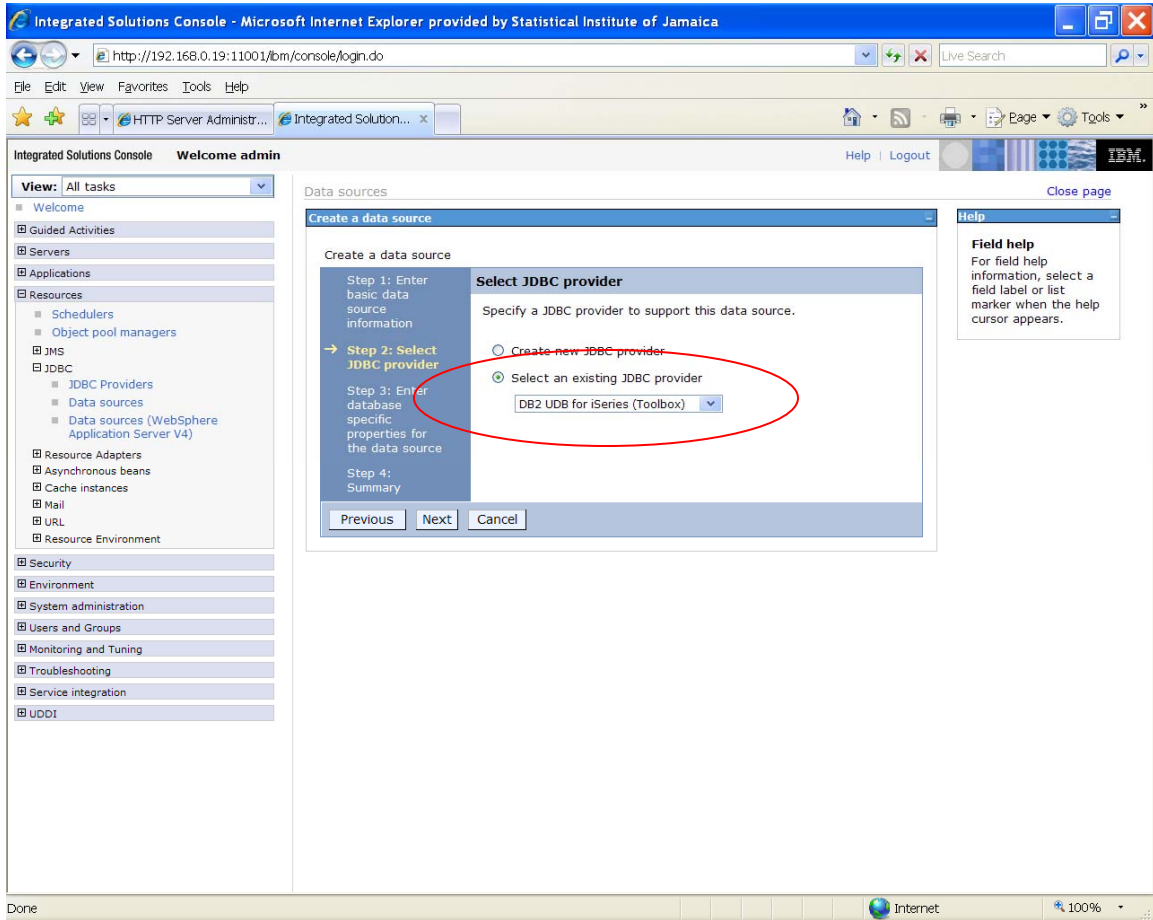 Integrated Solutions Console - Microsoft Internet Explorer provided by Statistical Institute of Jamaica
http://192.168.0.19:11001/ibm/console/login.do
Live Search
File Edit View Favorites Tools Help
HTTP Server Administr...
Integrated Solution... x
Page
Tools
»
Integrated Solutions Console Welcome admin
Help | Logout
IBM.
View: All tasks
Welcome
Guided Activities
Servers
Applications
Resources
Schedulers
Object pool managers
JMS
JDBC
JDBC Providers
Data sources
Data sources (WebSphere
Application Server V4)
Resource Adapters
Asynchronous beans
Cache instances
Mail
URL
Resource Environment
Security
Environment
System administration
Users and Groups
Monitoring and Tuning
Troubleshooting
Service integration
UDDI
Data sources
Close page
Create a data source
Create a data source
Step 1: Enter
basic data
source
information
Step 2: Select
JDBC provider
Step 3: Enter
database
specific
properties for
the data source
Step 4:
Summary
Select JDBC provider
Specify a JDBC provider to support this data source.
Create new JDBC provider
Select an existing JDBC provider
DB2 UDB for iSeries (Toolbox)
Previous Next Cancel
Help
Field help
For field help
information, select a
field label or list
marker when the help
cursor appears.
Done
Internet
100%